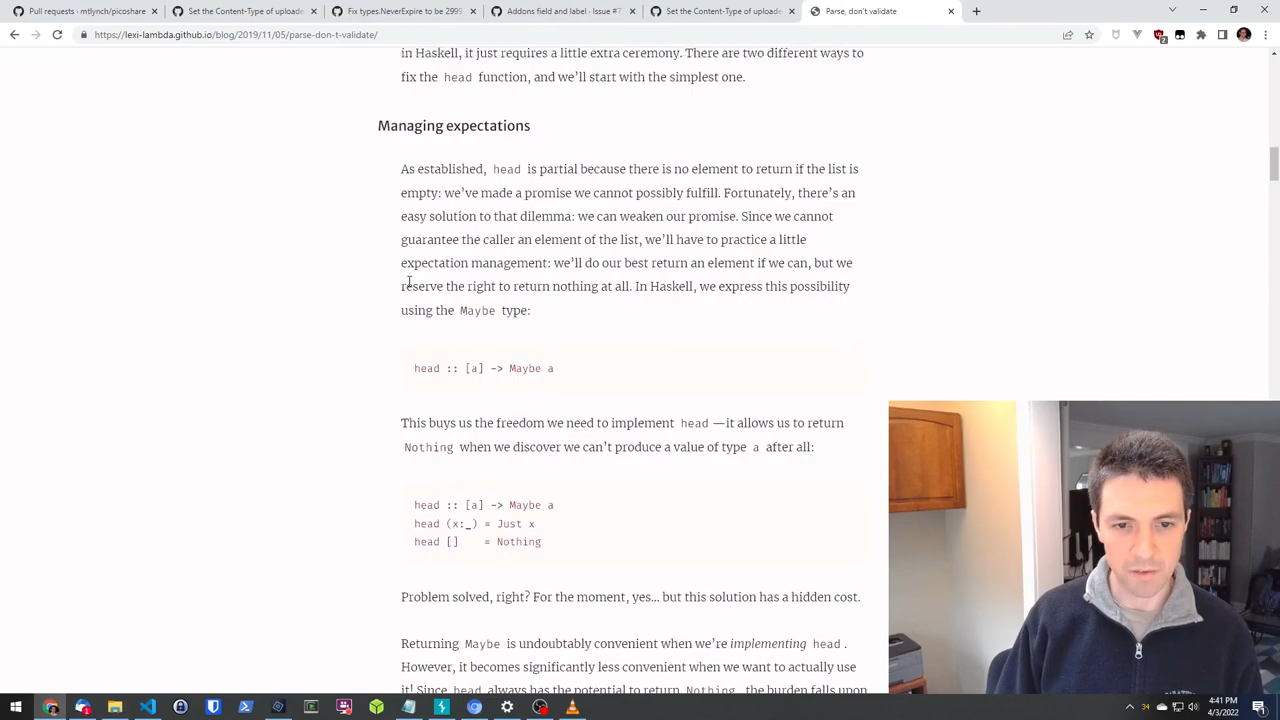 Pull requests · mtlynch/picoshare
Set the Content-Type of uploade
Fix types.NeverExpire to be 2999
Addons field and label · Issue #7
Set the Content-Type of uploade
Parse, don't validate
lexi-lambda.github.io/blog/2019/11/05/parse-don-t-validate/
in Haskell, it just requires a little extra ceremony. There are two different ways to
fix the head function, and we'll start with the simplest one.
Managing expectations
As established, head is partial because there is no element to return if the list is
empty: we've made a promise we cannot possibly fulfill. Fortunately, there's an
easy solution to that dilemma: we can weaken our promise. Since we cannot
guarantee the caller an element of the list, we'll have to practice a little
expectation management: we'll do our best return an element if we can, but we
reserve the right to return nothing at all. In Haskell, we express this possibility
using the Maybe type:
head :: [a] -> Maybe a
This buys us the freedom we need to implement head—it allows us to return
Nothing when we discover we can't produce a value of type a after all:
head :: [a] -> Maybe a
head (x:_) = Just x
head [] = Nothing
Problem solved, right? For the moment, yes… but this solution has a hidden cost.
Returning Maybe is undoubtably convenient when we're implementing head.
However, it becomes significantly less convenient when we want to actually use
it! Since head always has the potential to return Nothing, the burden falls upon
34
4:41 PM
4/3/2022